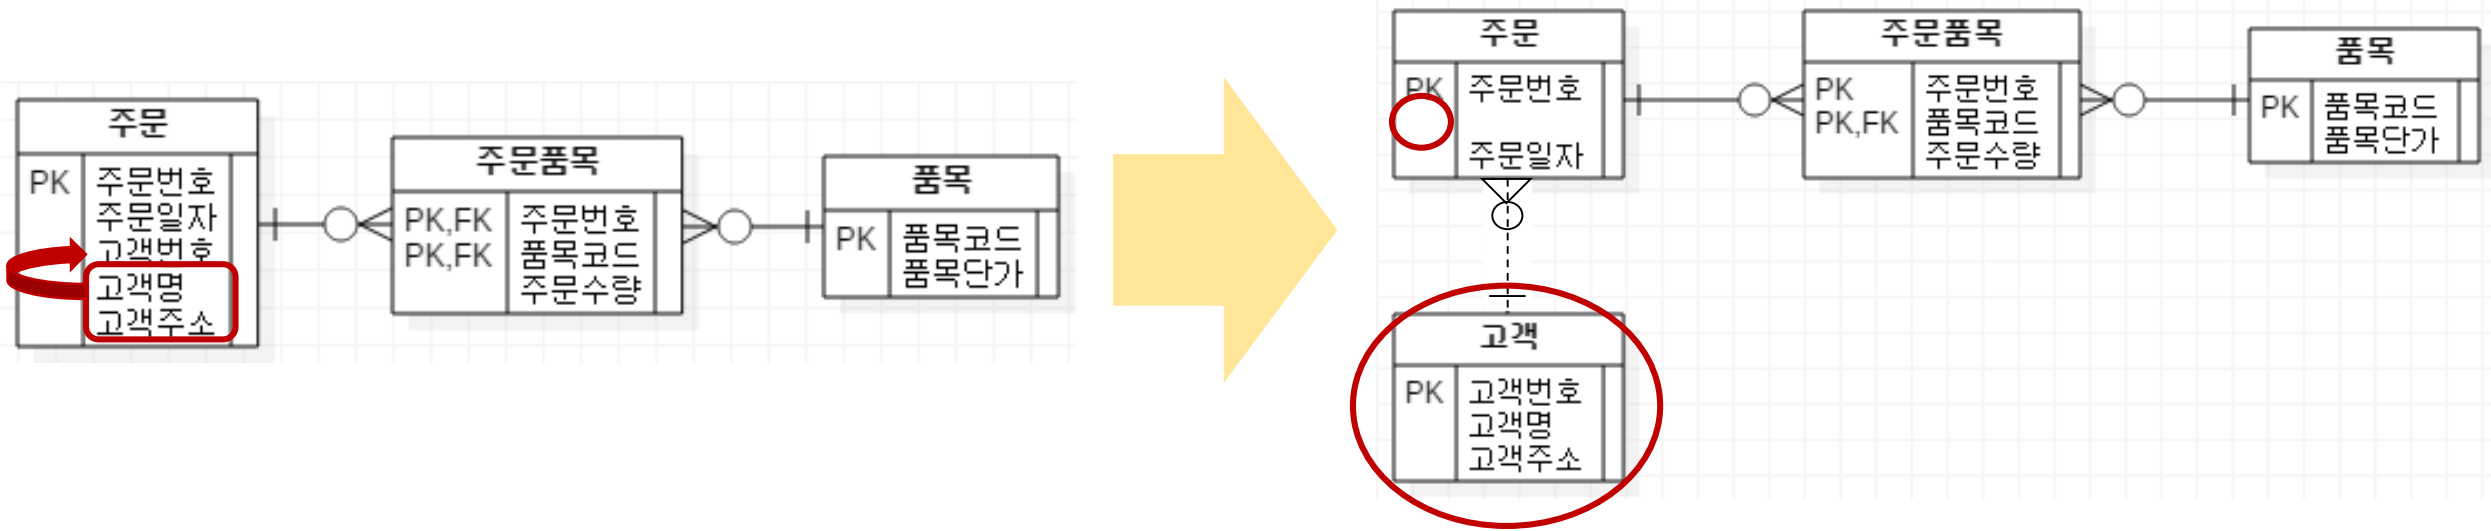 주문
PK 주문번호
주문일자
고객번호
고객명
고객주소
주문품목
PK,FK 주문번호
PK,FK 품목코드
주문수량
품목
PK 품목코드
품목단가
주문
PK 주문번호
주문일자
주문품목
PK 주문번호
PK,FK 품목코드
주문수량
품목
PK 품목코드
품목단가
고객
PK 고객번호
고객명
고객주소